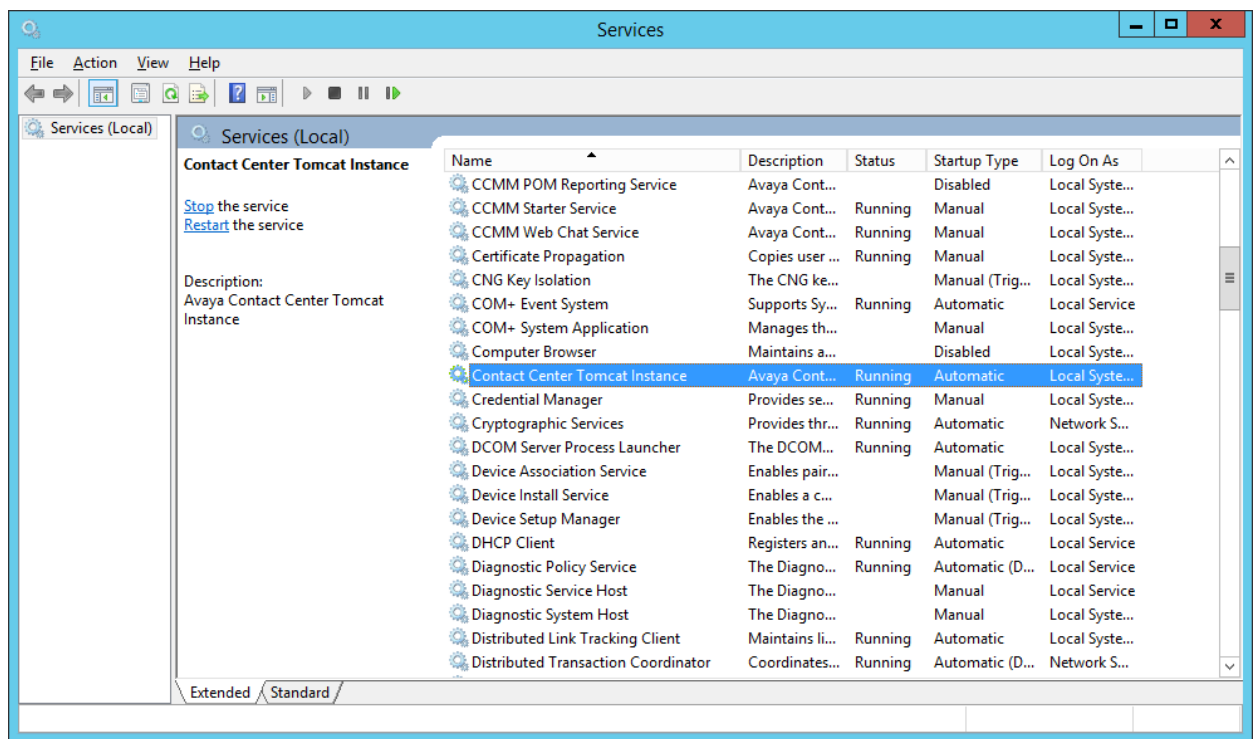 Services
File Action View Help
Services (Local)
Services (Local)
Contact Center Tomcat Instance
Stop the service
Restart the service
Description:
Avaya Contact Center Tomcat
Instance
Name Description Status Startup Type Log On As
CCMM POM Reporting Service Avaya Cont... Disabled Local Syste...
CCMM Starter Service Avaya Cont... Running Manual Local Syste...
CCMM Web Chat Service Avaya Cont... Running Manual Local Syste...
Certificate Propagation Copies user ... Running Manual Local Syste...
CNG Key Isolation The CNG ke... Manual (Trig... Local Syste...
COM+ Event System Supports Sy... Running Automatic Local Service
COM+ System Application Manages th... Manual Local Syste...
Computer Browser Maintains a... Disabled Local Syste...
Contact Center Tomcat Instance Avaya Cont... Running Automatic Local Syste...
Credential Manager Provides se... Running Manual Local Syste...
Cryptographic Services Provides thr... Running Automatic Network S...
DCOM Server Process Launcher The DCOM... Running Automatic Local Syste...
Device Association Service Enables pair... Manual (Trig... Local Syste...
Device Install Service Enables a c... Manual (Trig... Local Syste...
Device Setup Manager Enables the ... Manual (Trig... Local Syste...
DHCP Client Registers an... Running Automatic Local Service
Diagnostic Policy Service The Diagno... Running Automatic (D... Local Service
Diagnostic Service Host The Diagno... Manual Local Service
Diagnostic System Host The Diagno... Manual Local Syste...
Distributed Link Tracking Client Maintains li... Running Automatic Local Syste...
Distributed Transaction Coordinator Coordinates... Running Automatic (D... Network S...
Extended Standard